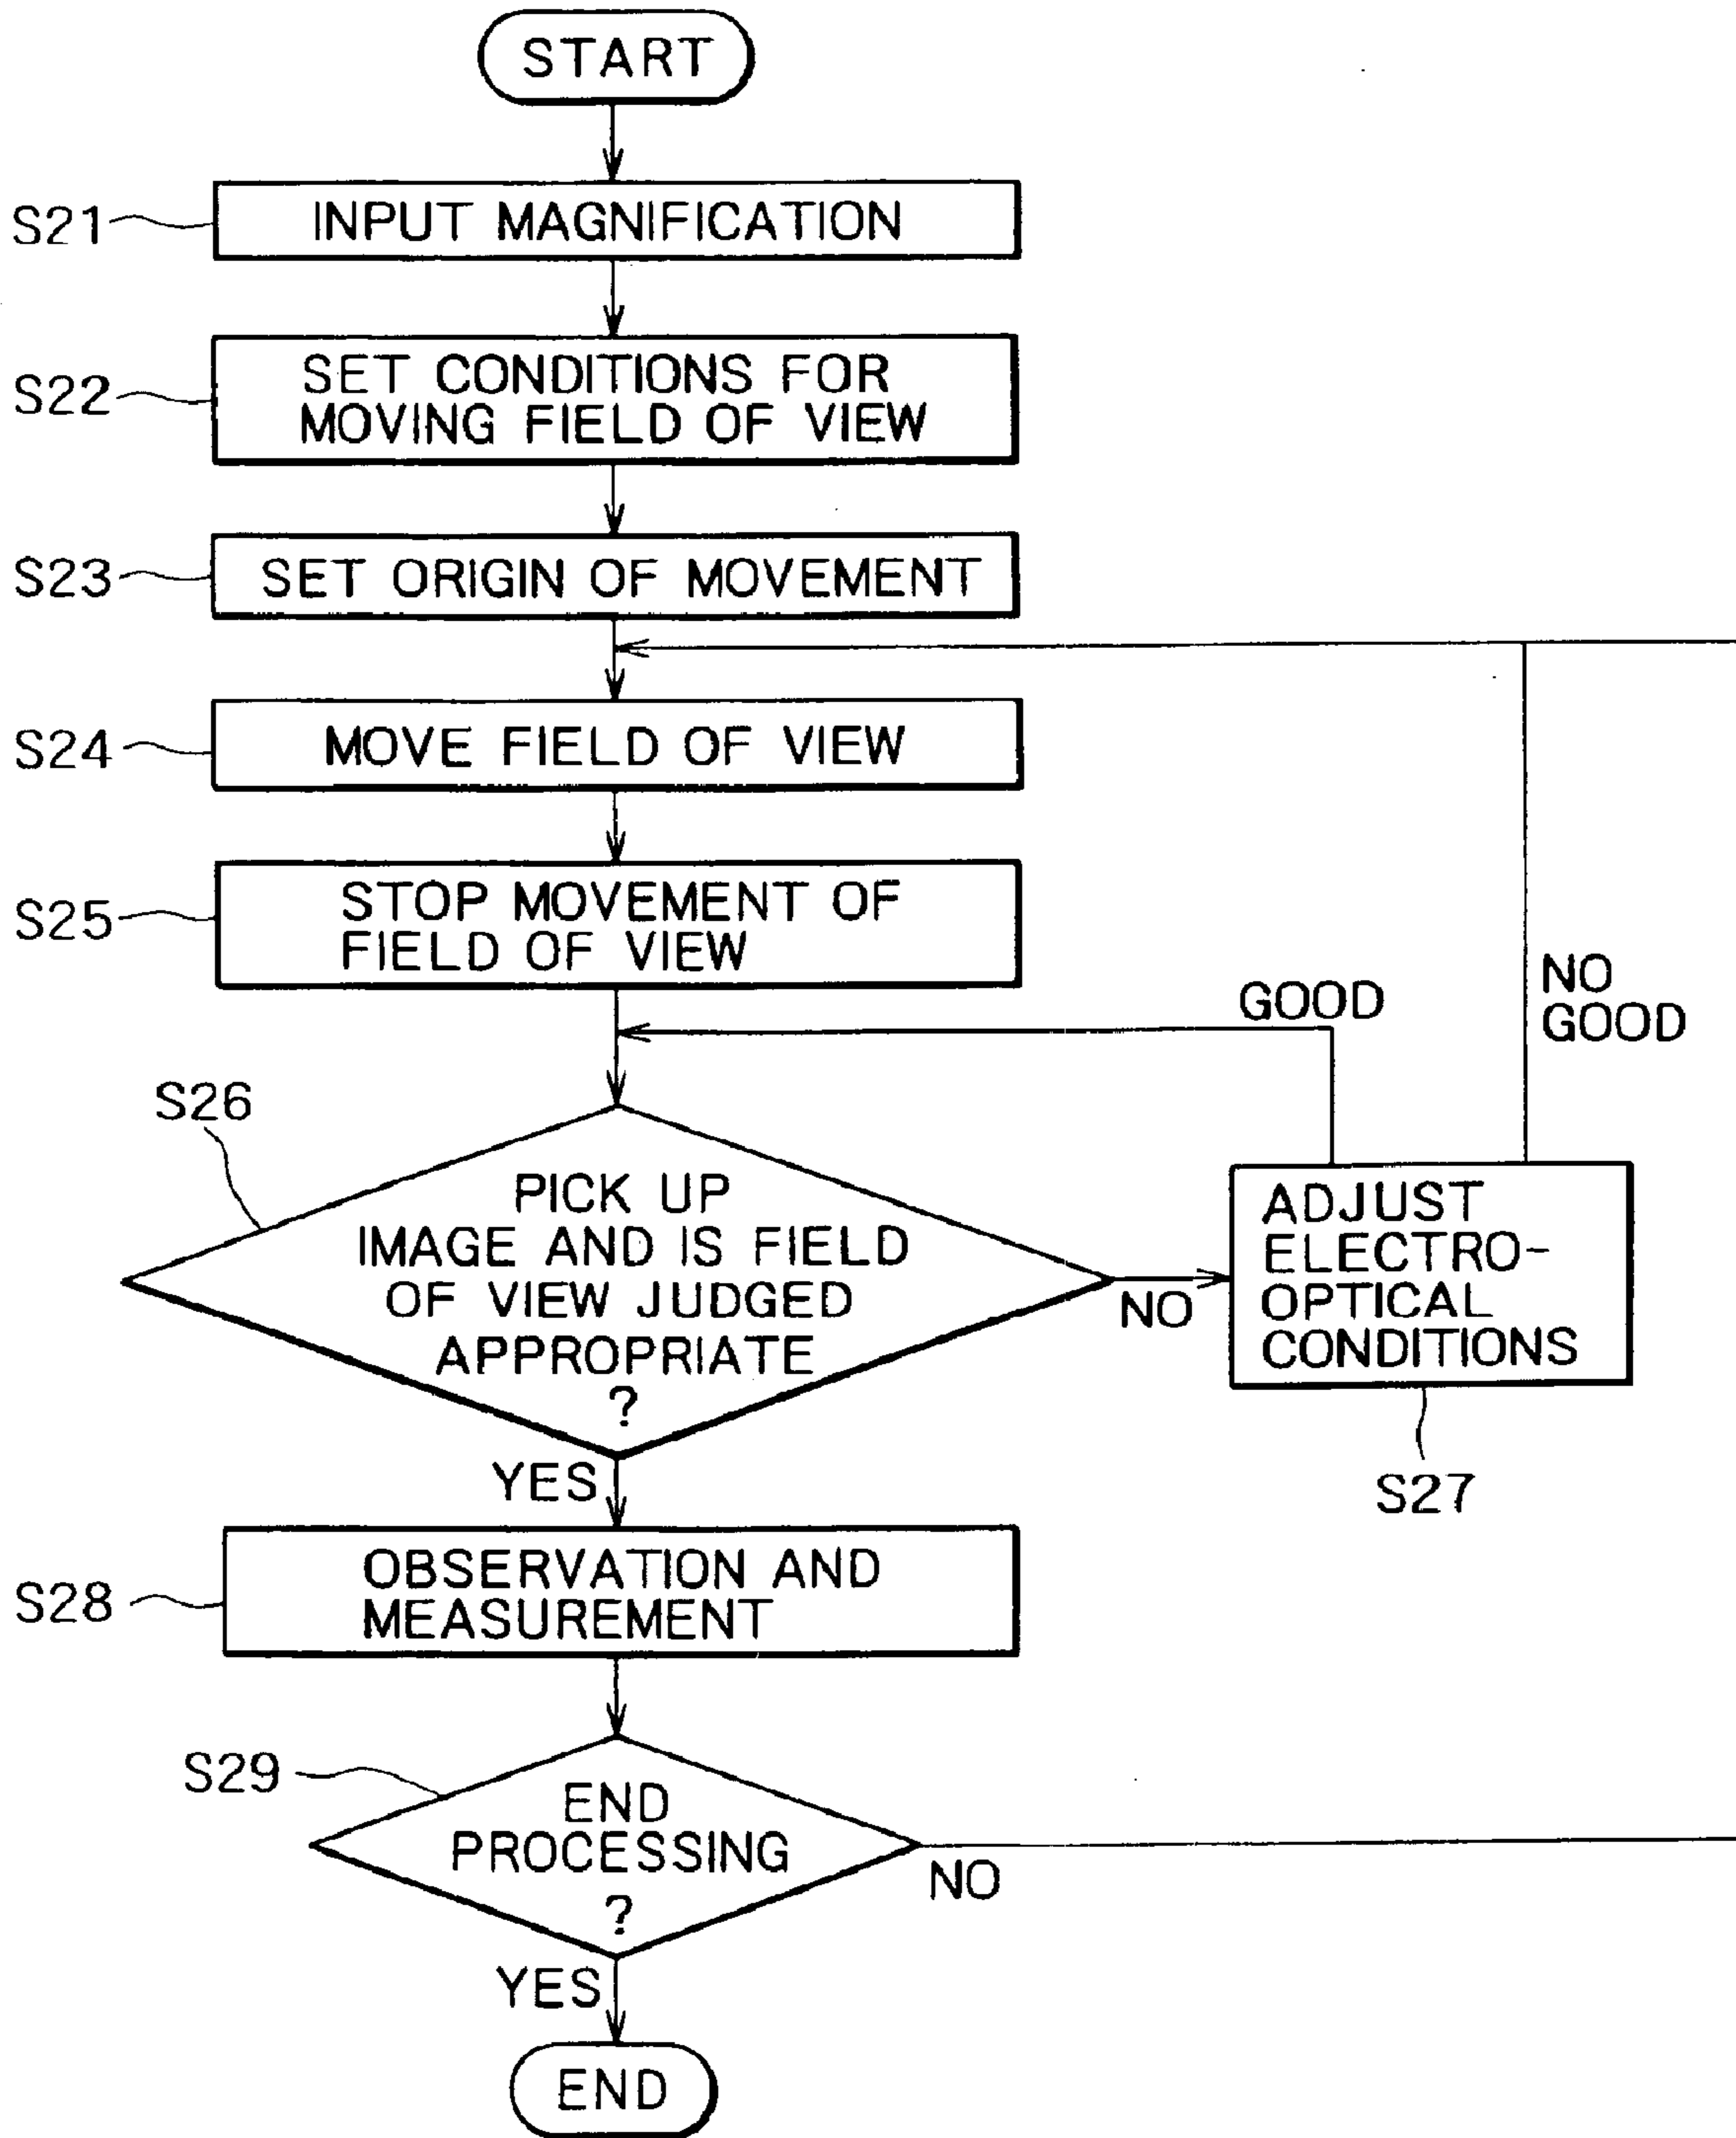 START
S21
INPUT MAGNIFICATION
S22
SET CONDITIONS FOR
MOVING FIELD OF VIEW
S23
SET ORIGIN OF MOVEMENT
S24
MOVE FIELD OF VIEW
S25
STOP MOVEMENT OF
FIELD OF VIEW
GOOD
NO
GOOD
S26
PICK UP
IMAGE AND IS FIELD
OF VIEW JUDGED
APPROPRIATE
?
NO
ADJUST
ELECTRO-
OPTICAL
CONDITIONS
S27
YES
S28
OBSERVATION AND
MEASUREMENT
S29
END
PROCESSING
?
NO
YES
END